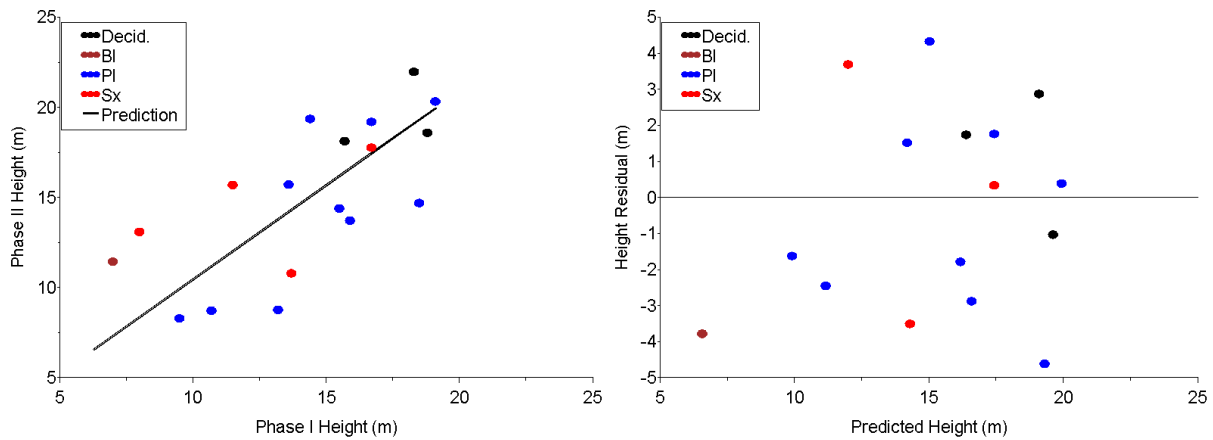 25
20
15
10
5
5
10
15
20
25
Phase II Height (m)
Phase I Height (m)
Decid.
Bl
Pl
Sx
Prediction
5
4
3
2
1
0
-1
-2
-3
-4
-5
5
10
15
20
25
Height Residual (m)
Predicted Height (m)
Decid.
Bl
Pl
Sx